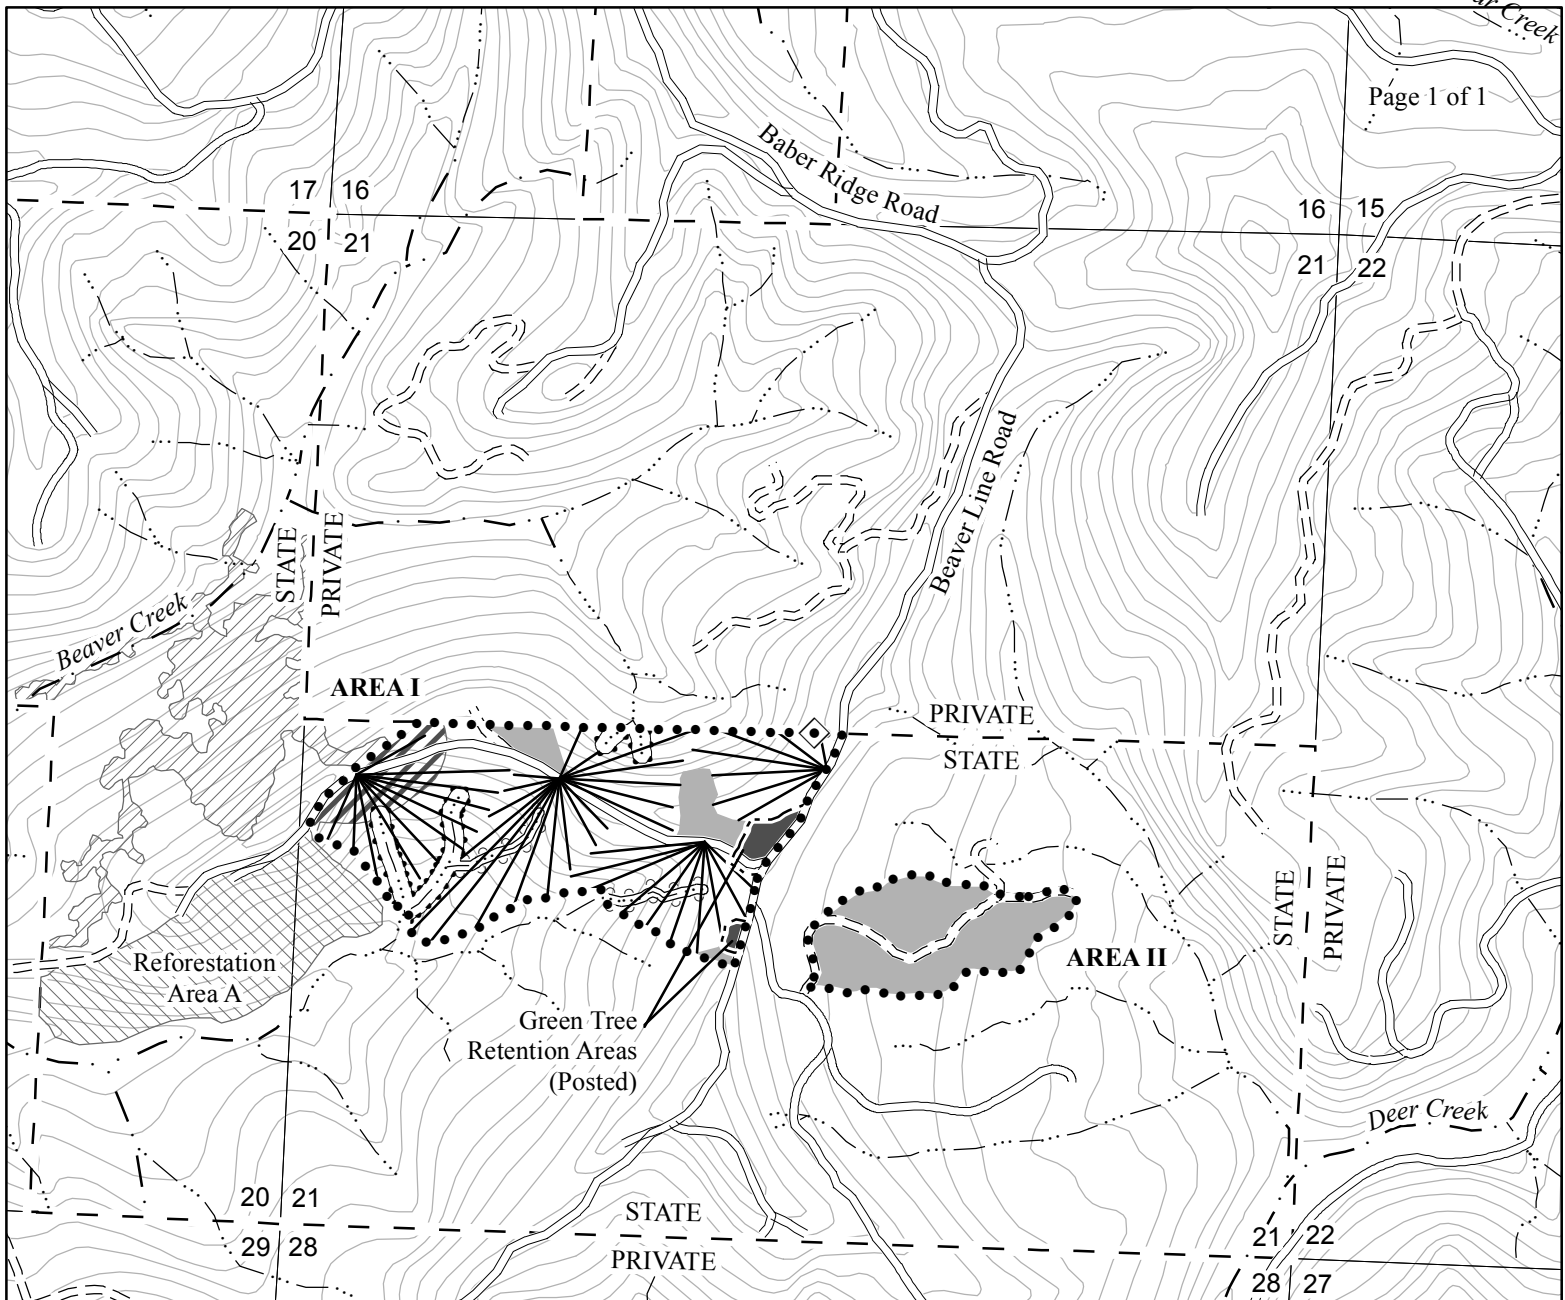 ar Creek
Page 1 of 1
Baber Ridge Road
17 16
20 21
16 15
21 22
Beaver Line Road
STATE
PRIVATE
Beaver Creek
AREA I
PRIVATE
STATE
STATE
PRIVATE
AREA II
Reforestation
Area A
Green Tree
Retention Areas
(Posted)
Deer Creek
20 21
29 28
STATE
PRIVATE
21 22
28 27